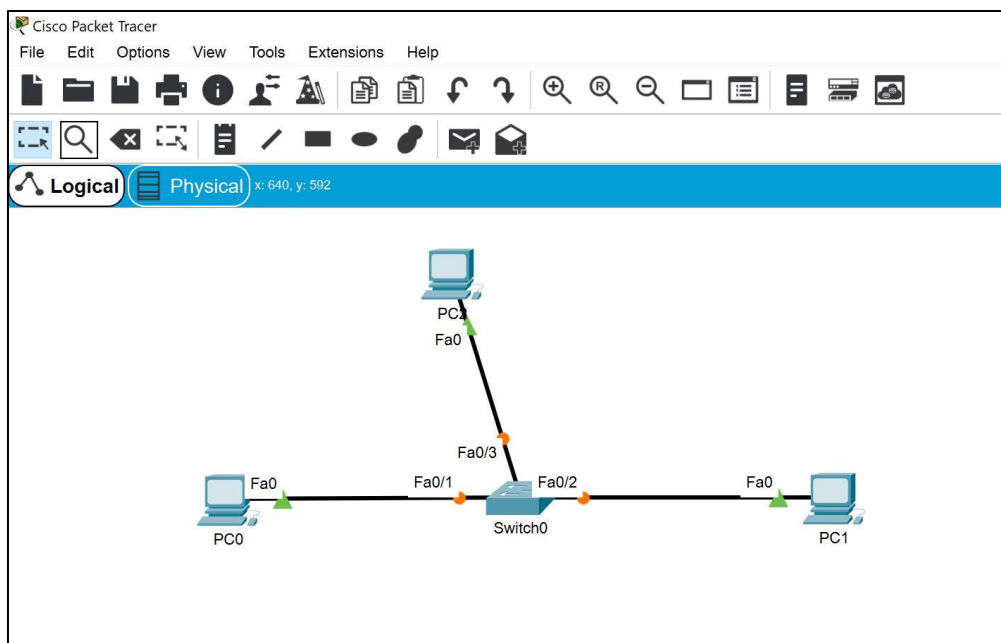 Cisco Packet Tracer
File Edit Options View Tools Extensions Help
Logical Physical x: 640, y: 592
PC2
Fa0
Fa0/3
Fa0 Fa0/1 Fa0/2 Fa0
Switch0
PC0 PC1